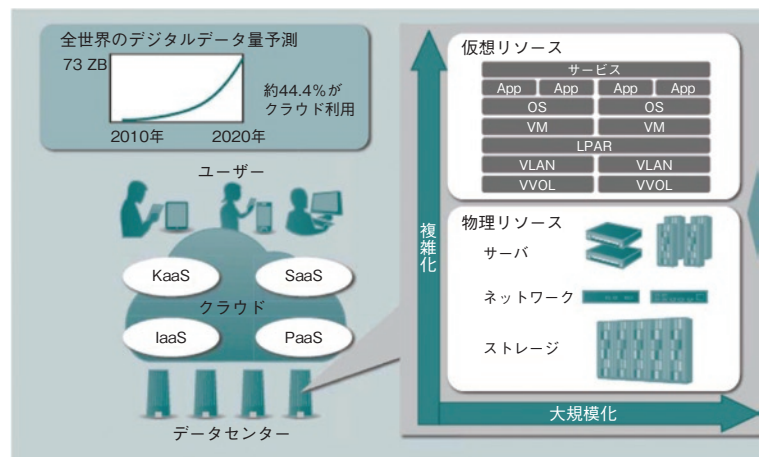 全世界のデジタルデータ量予測
73 ZB
約44.4%が
クラウド利用
2010年 2020年
ユーザー
KaaS SaaS
クラウド
IaaS PaaS
データセンター
複雑化
大規模化
仮想リソース
サービス
App App App App
OS OS
VM VM
LPAR
VLAN VLAN
VVOL VVOL
物理リソース
サーバ
ネットワーク
ストレージ